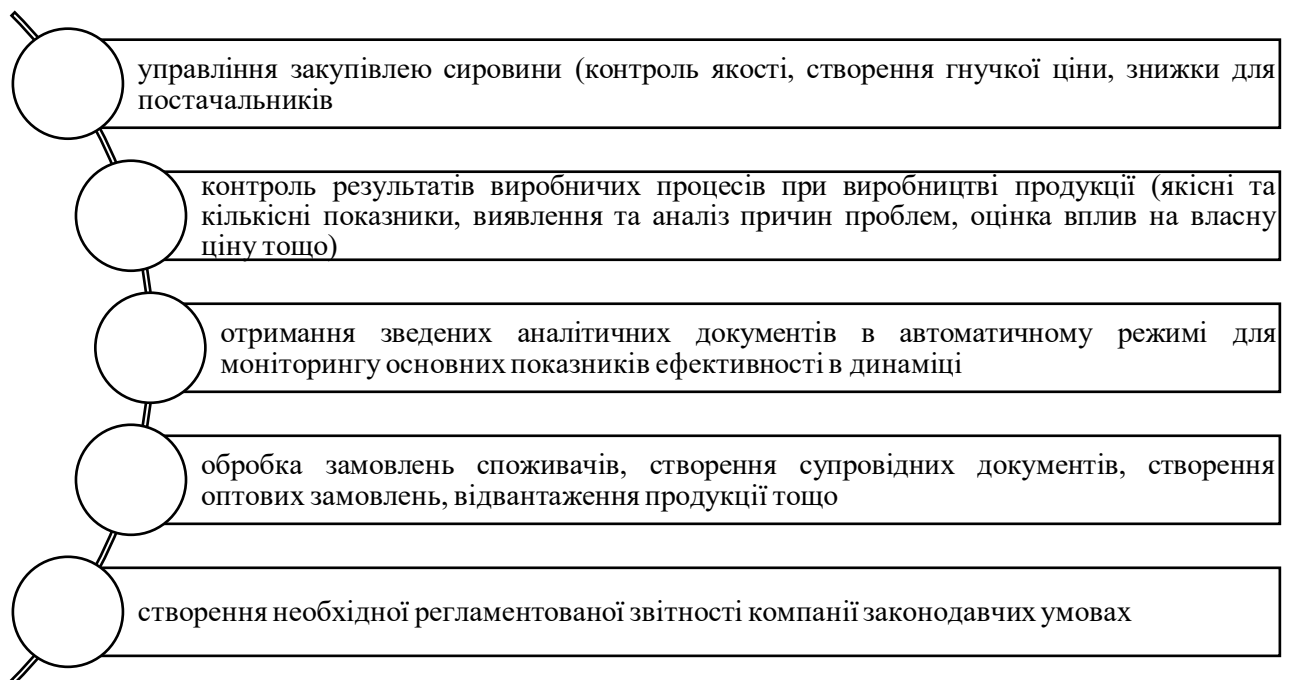 управління закупівлею сировини (контроль якості, створення гнучкої ціни, знижки для
постачальників
контроль результатів виробничих процесів при виробництві продукції (якісні та
кількісні показники, виявлення та аналіз причин проблем, оцінка вплив на власну
ціну тощо)
отримання зведених аналітичних документів в автоматичному режимі для
моніторингу основних показників ефективності в динаміці
обробка замовлень споживачів, створення супровідних документів, створення
оптових замовлень, відвантаження продукції тощо
створення необхідної регламентованої звітності компанії законодавчих умовах